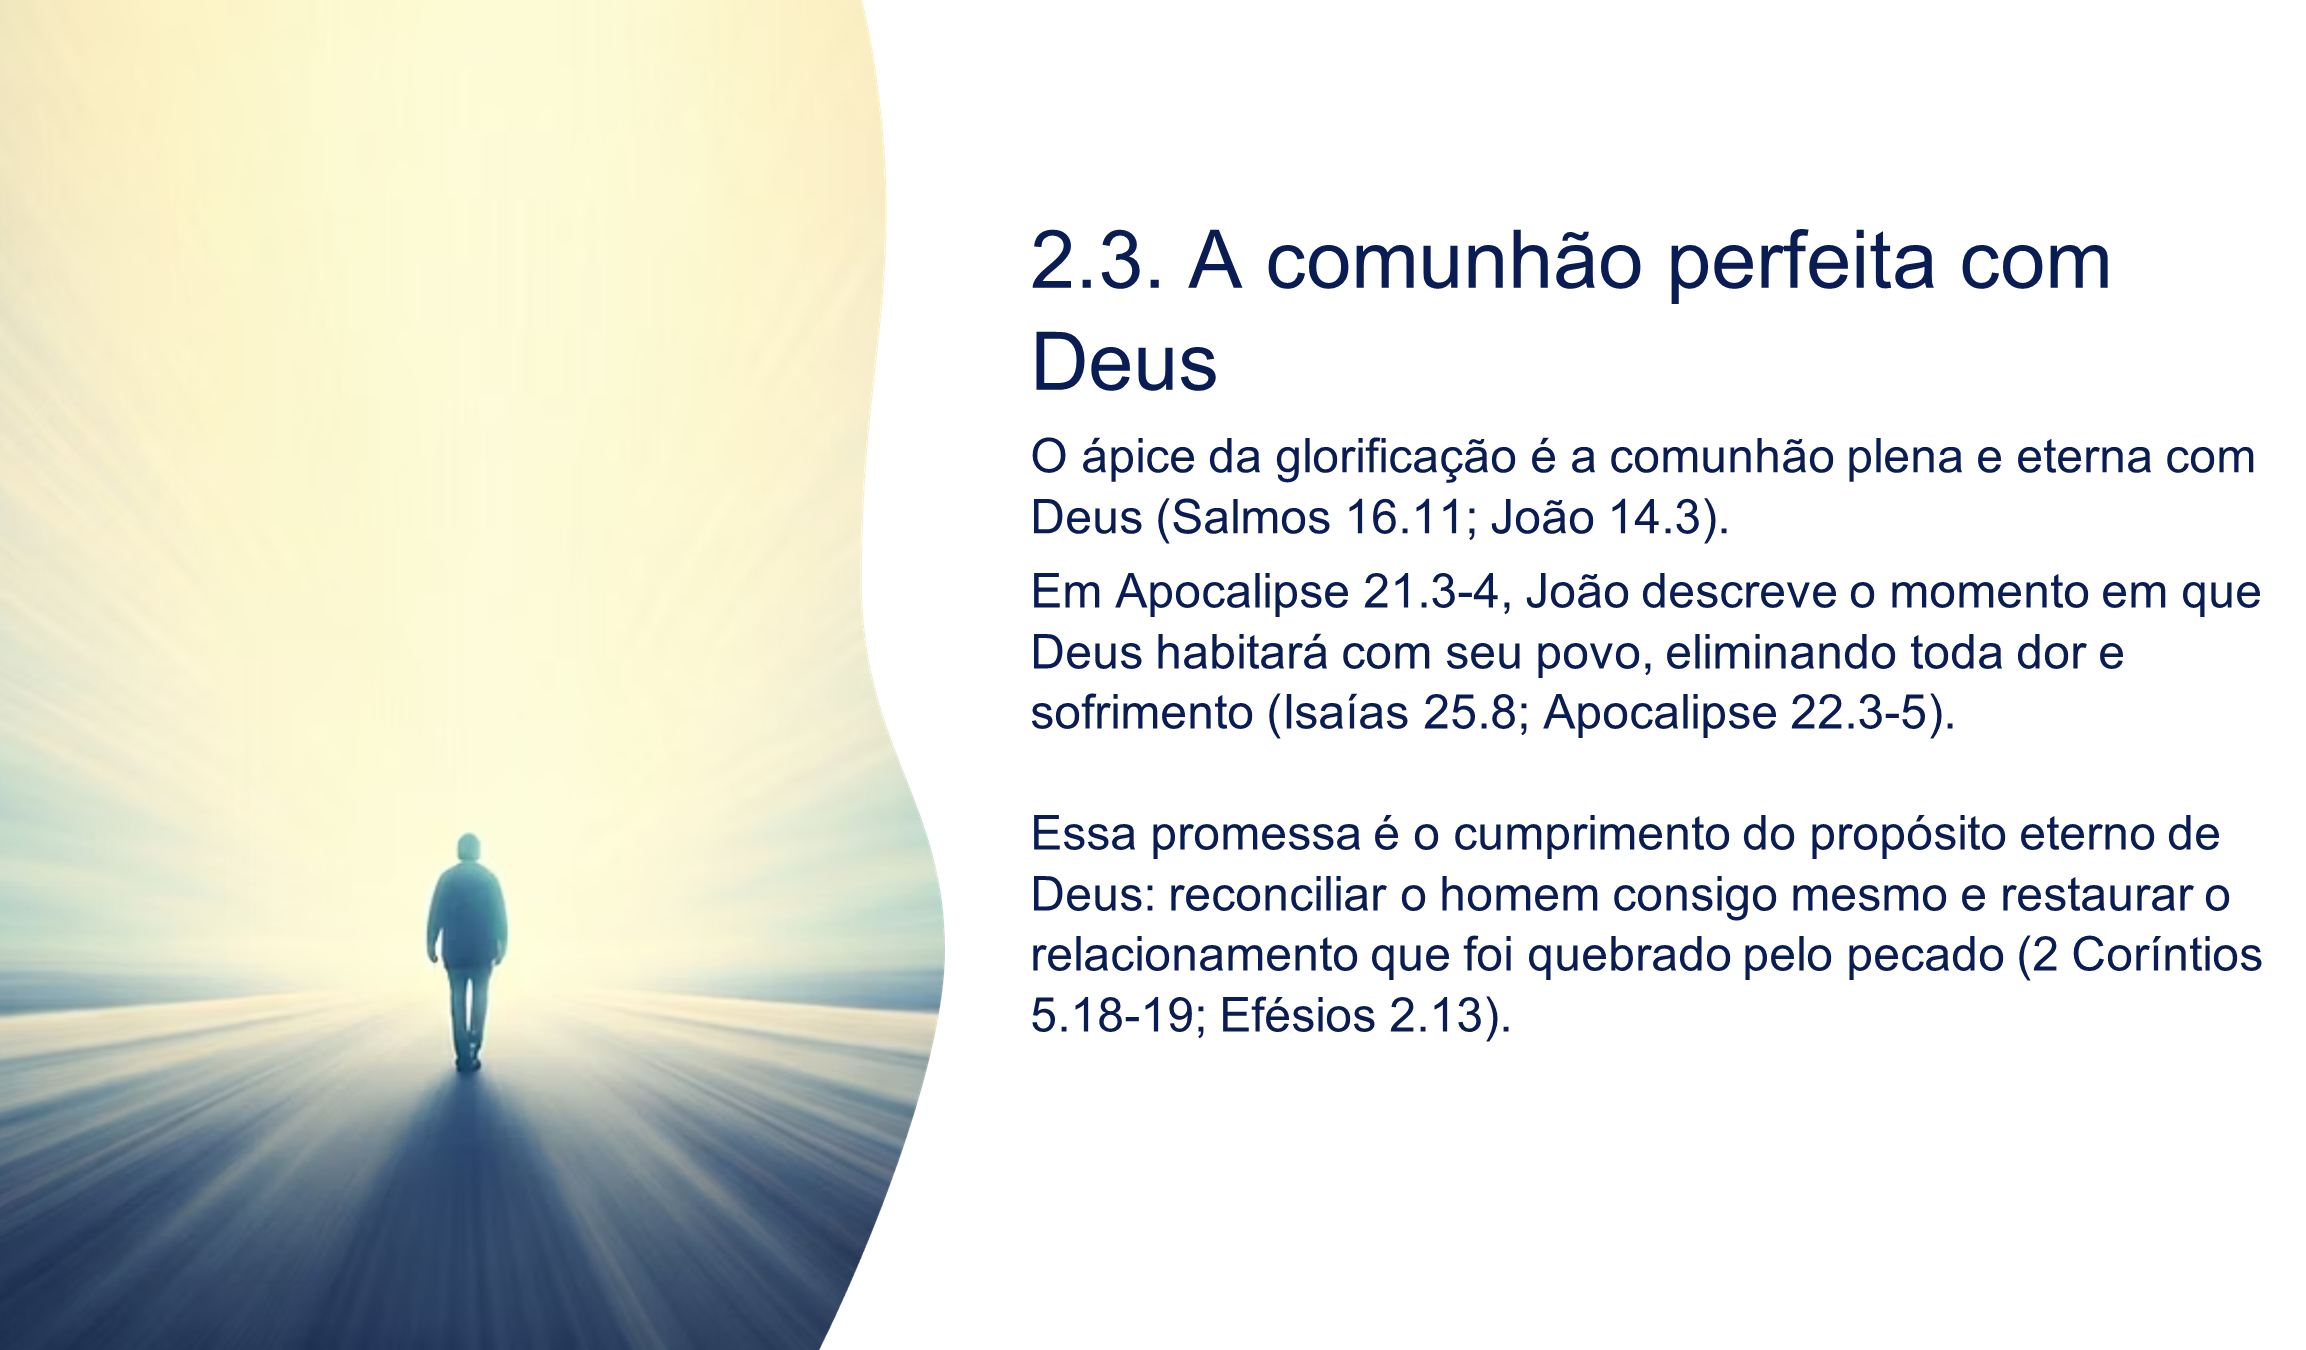 2.3. A comunhão perfeita com
Deus
O ápice da glorificação é a comunhão plena e eterna com
Deus (Salmos 16.11; João 14.3).
Em Apocalipse 21.3-4, João descreve o momento em que
Deus habitará com seu povo, eliminando toda dor e
sofrimento (Isaías 25.8; Apocalipse 22.3-5).
Essa promessa é o cumprimento do propósito eterno de
Deus: reconciliar o homem consigo mesmo e restaurar o
relacionamento que foi quebrado pelo pecado (2 Coríntios
5.18-19; Efésios 2.13).